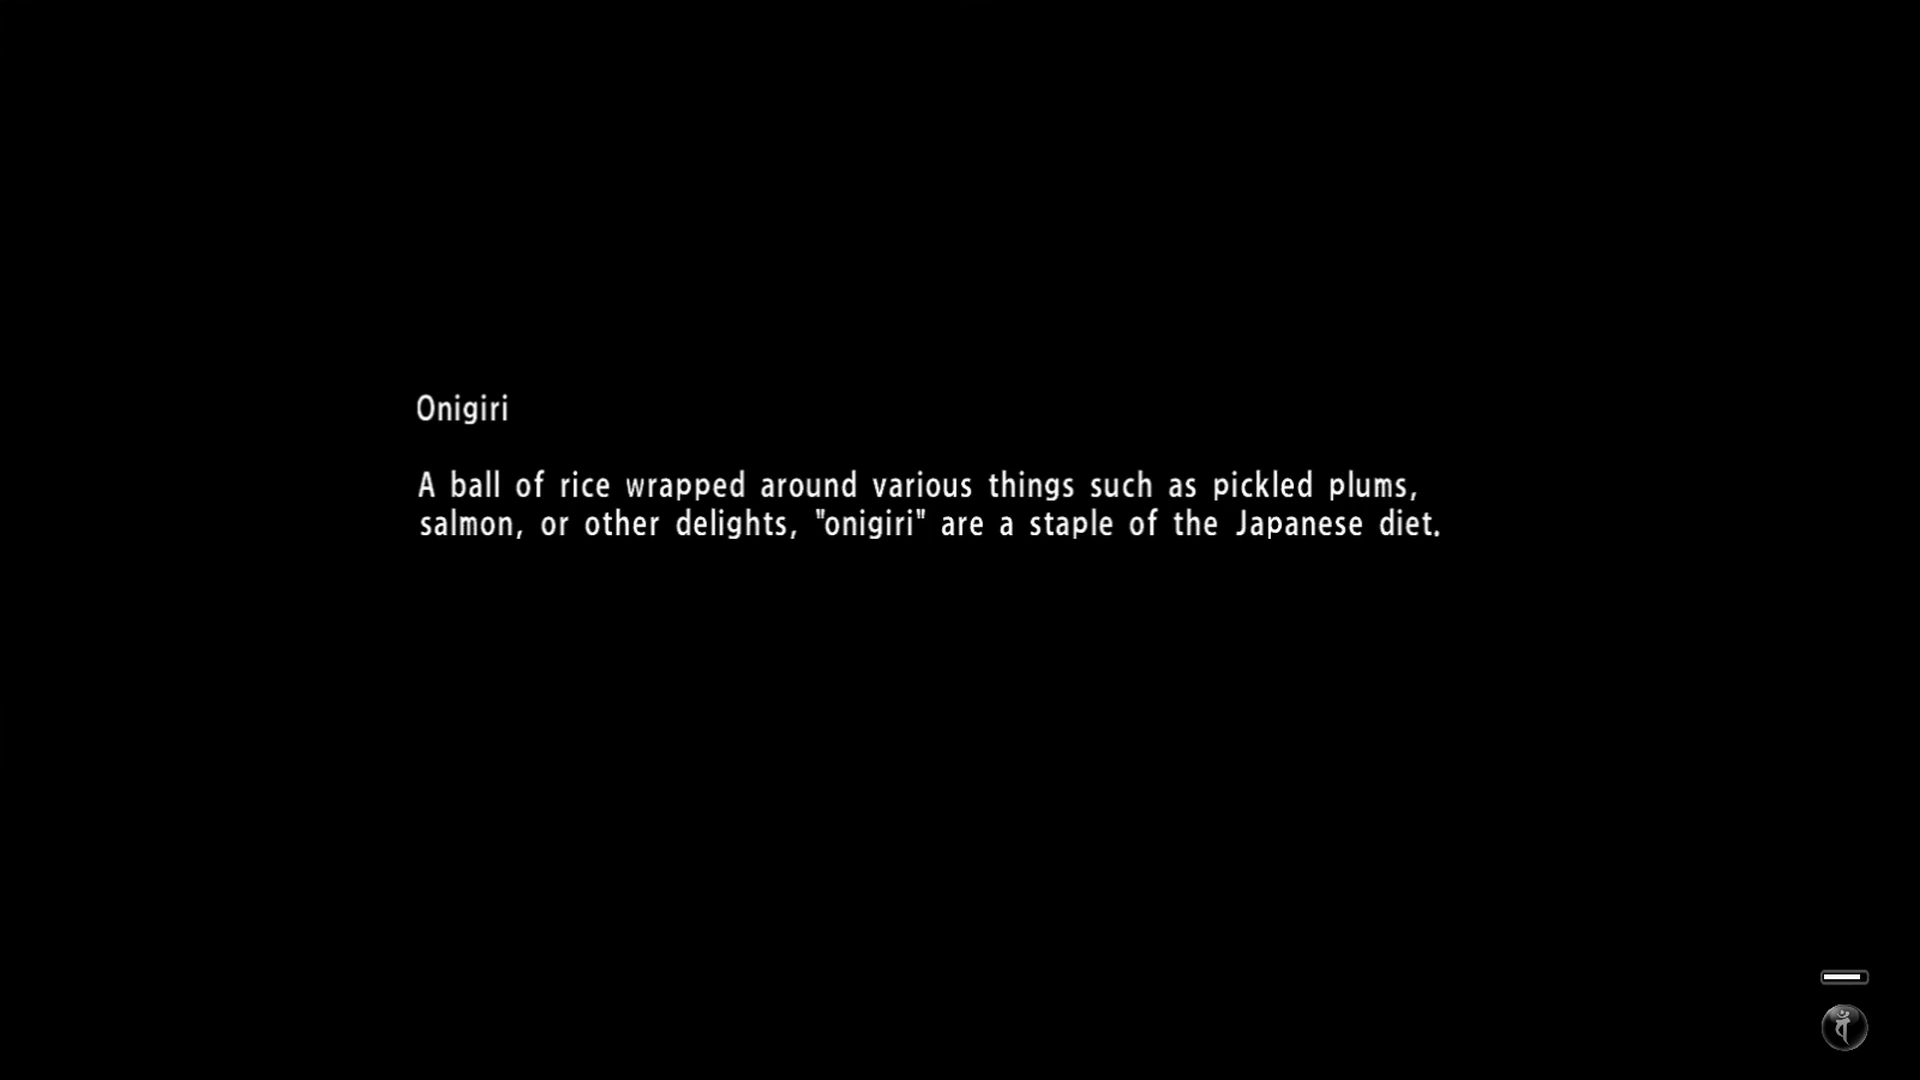 Onigiri
A ball of rice wrapped around various things such as pickled plums,
salmon, or other delights, "onigiri" are a staple of the Japanese diet.